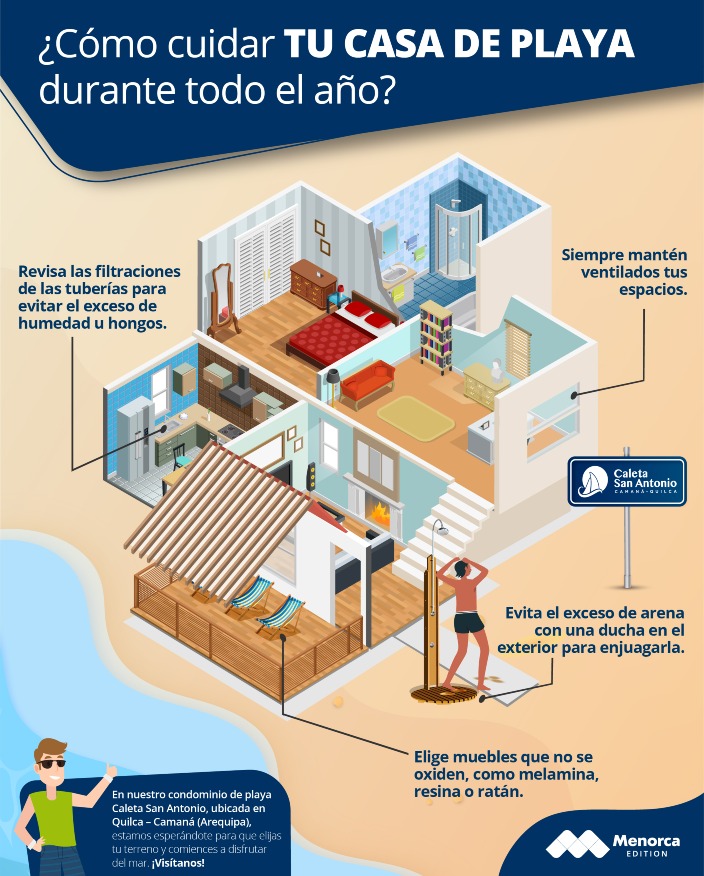 ¿Cómo cuidar TU CASA DE PLAYA
durante todo el año?
Revisa las filtraciones
de las tuberías para
evitar el exceso de
humedad u hongos.
Siempre mantén
ventilados tus
espacios.
Caleta
San Antonio
CAMANÁ-QUILCA
Evita el exceso de arena
con una ducha en el
exterior para enjuagarla.
Elige muebles que no se
oxiden, como melamina,
resina o ratán.
En nuestro condominio de playa
Caleta San Antonio, ubicada en
Quilca – Camaná (Arequipa),
estamos esperándote para que elijas
tu terreno y comiences a disfrutar
del mar. ¡Visítanos!
Menorca
EDITION